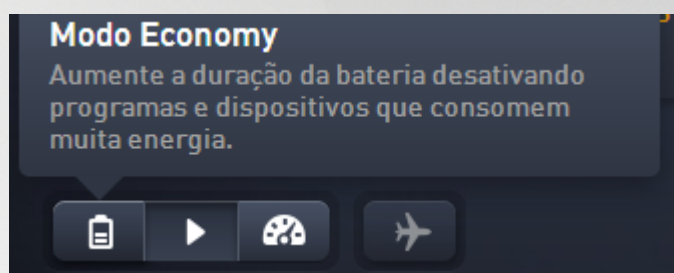 Modo Economy
Aumente a duração da bateria desativando
programas e dispositivos que consomem
muita energia.